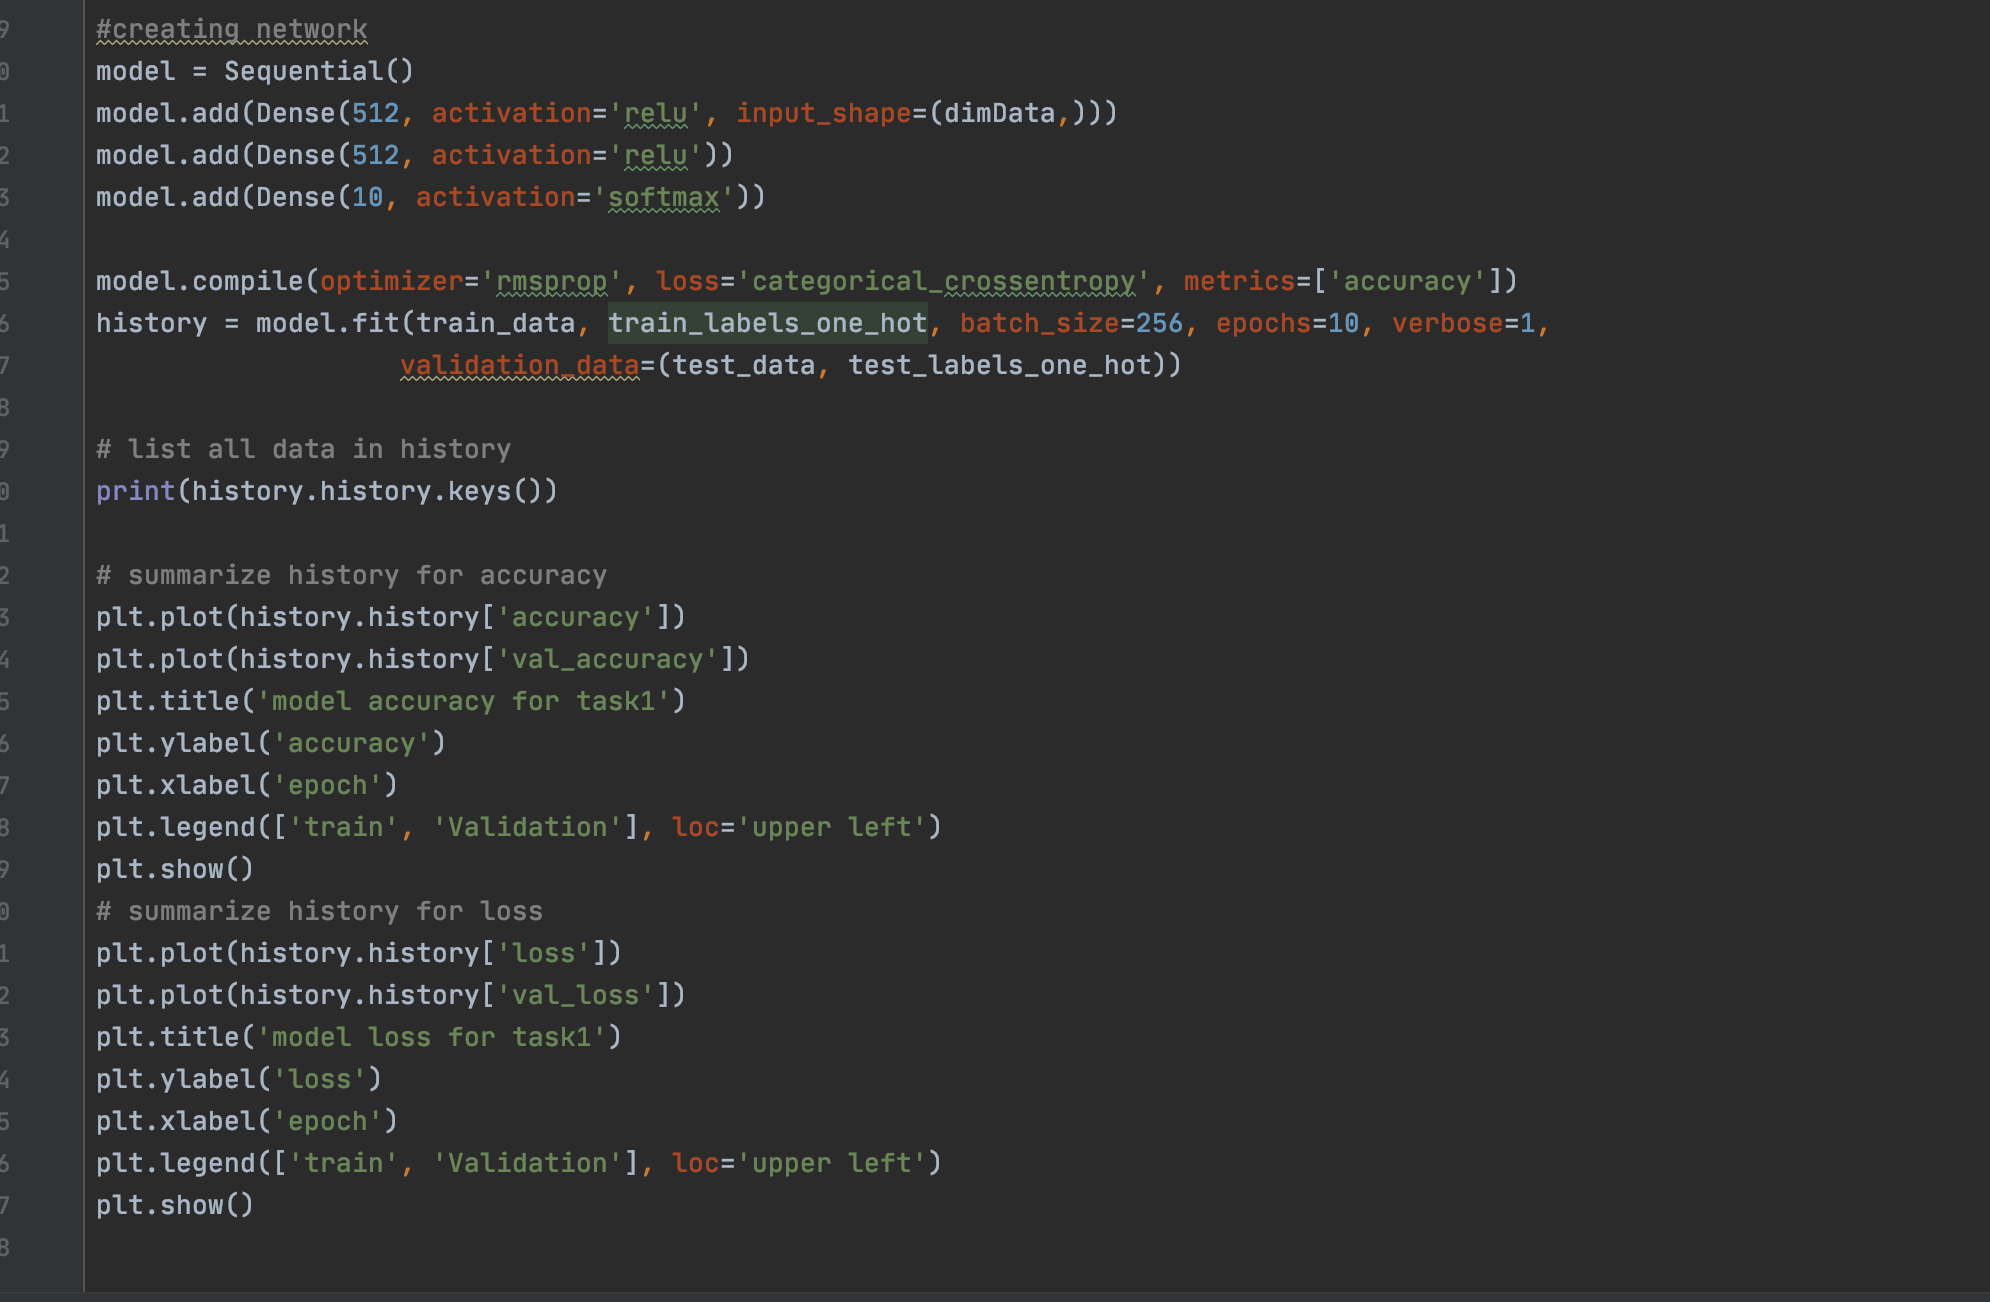 9 #creating network
0 model = Sequential()
1 model.add(Dense(512, activation='relu', input_shape=(dimData,)))
2 model.add(Dense(512, activation='relu'))
3 model.add(Dense(10, activation='softmax'))
4
5 model.compile(optimizer='rmsprop', loss='categorical_crossentropy', metrics=['accuracy'])
6 history = model.fit(train_data, train_labels_one_hot, batch_size=256, epochs=10, verbose=1,
7                    validation_data=(test_data, test_labels_one_hot))
8
9 # list all data in history
0 print(history.history.keys())
1
2 # summarize history for accuracy
3 plt.plot(history.history['accuracy'])
4 plt.plot(history.history['val_accuracy'])
5 plt.title('model accuracy for task1')
6 plt.ylabel('accuracy')
7 plt.xlabel('epoch')
8 plt.legend(['train', 'Validation'], loc='upper left')
9 plt.show()
0 # summarize history for loss
1 plt.plot(history.history['loss'])
2 plt.plot(history.history['val_loss'])
3 plt.title('model loss for task1')
4 plt.ylabel('loss')
5 plt.xlabel('epoch')
6 plt.legend(['train', 'Validation'], loc='upper left')
7 plt.show()
8